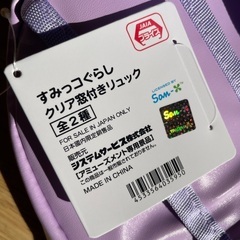 JAIA
すみっコぐらし
クリア窓付きリュック
全2種
FOR SALE IN JAPAN ONLY
日本国内限定販売品
販売元
システムサービス株式会社
[アミューズメント専用景品]
MADE IN CHINA
San-x
San-x
4533564035950